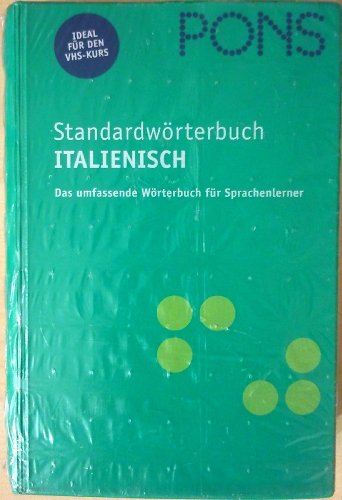 IDEAL
FÜR DEN
VHS-KURS
PONS
Standardwörterbuch
ITALIENISCH
Das umfassende Wörterbuch für Sprachenlerner